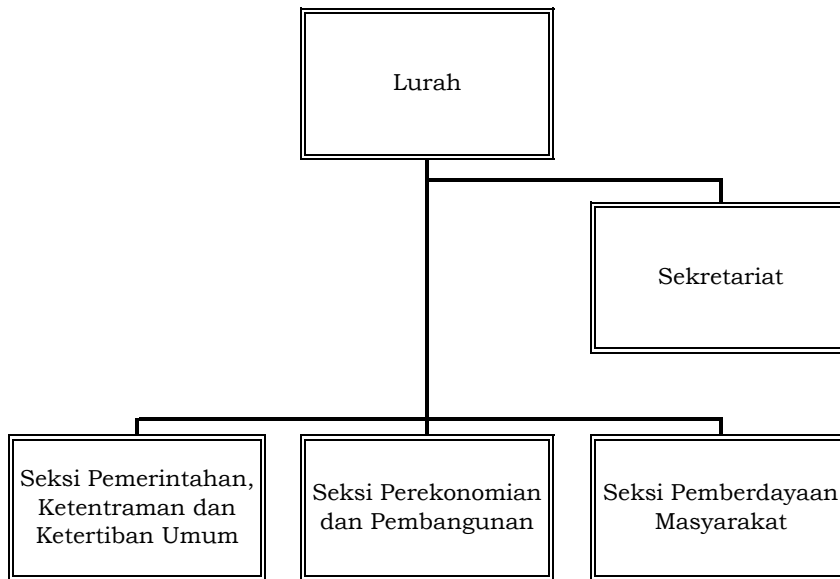 Lurah
Sekretariat
Seksi Pemerintahan,
Ketentraman dan
Ketertiban Umum
Seksi Perekonomian
dan Pembangunan
Seksi Pemberdayaan
Masyarakat